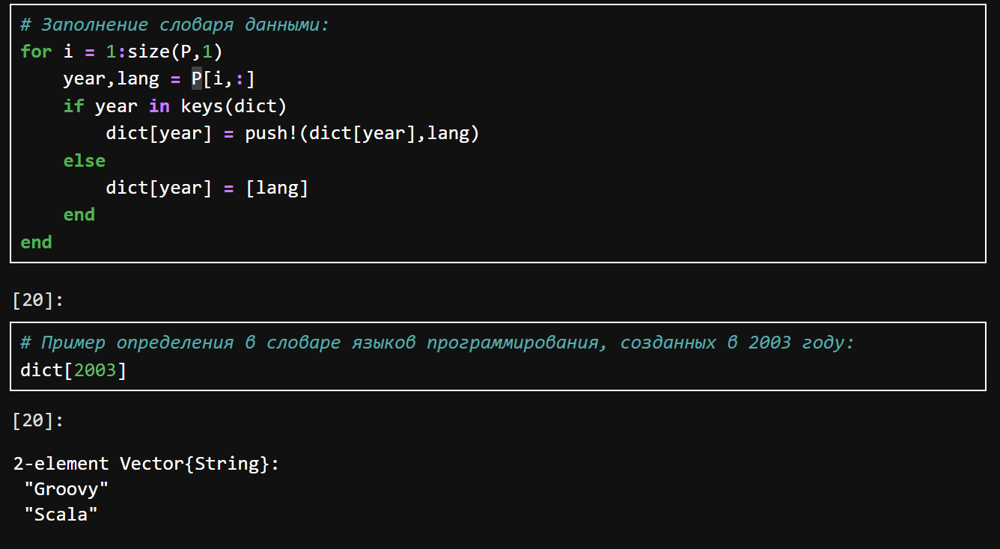 # Заполнение словаря данными:
for i = 1:size(P,1)
    year,lang = P[i,:]
    if year in keys(dict)
        dict[year] = push!(dict[year],lang)
    else
        dict[year] = [lang]
    end
end
[20]:
# Пример определения в словаре языков программирования, созданных в 2003 году:
dict[2003]
[20]:
2-element Vector{String}:
 "Groovy"
 "Scala"